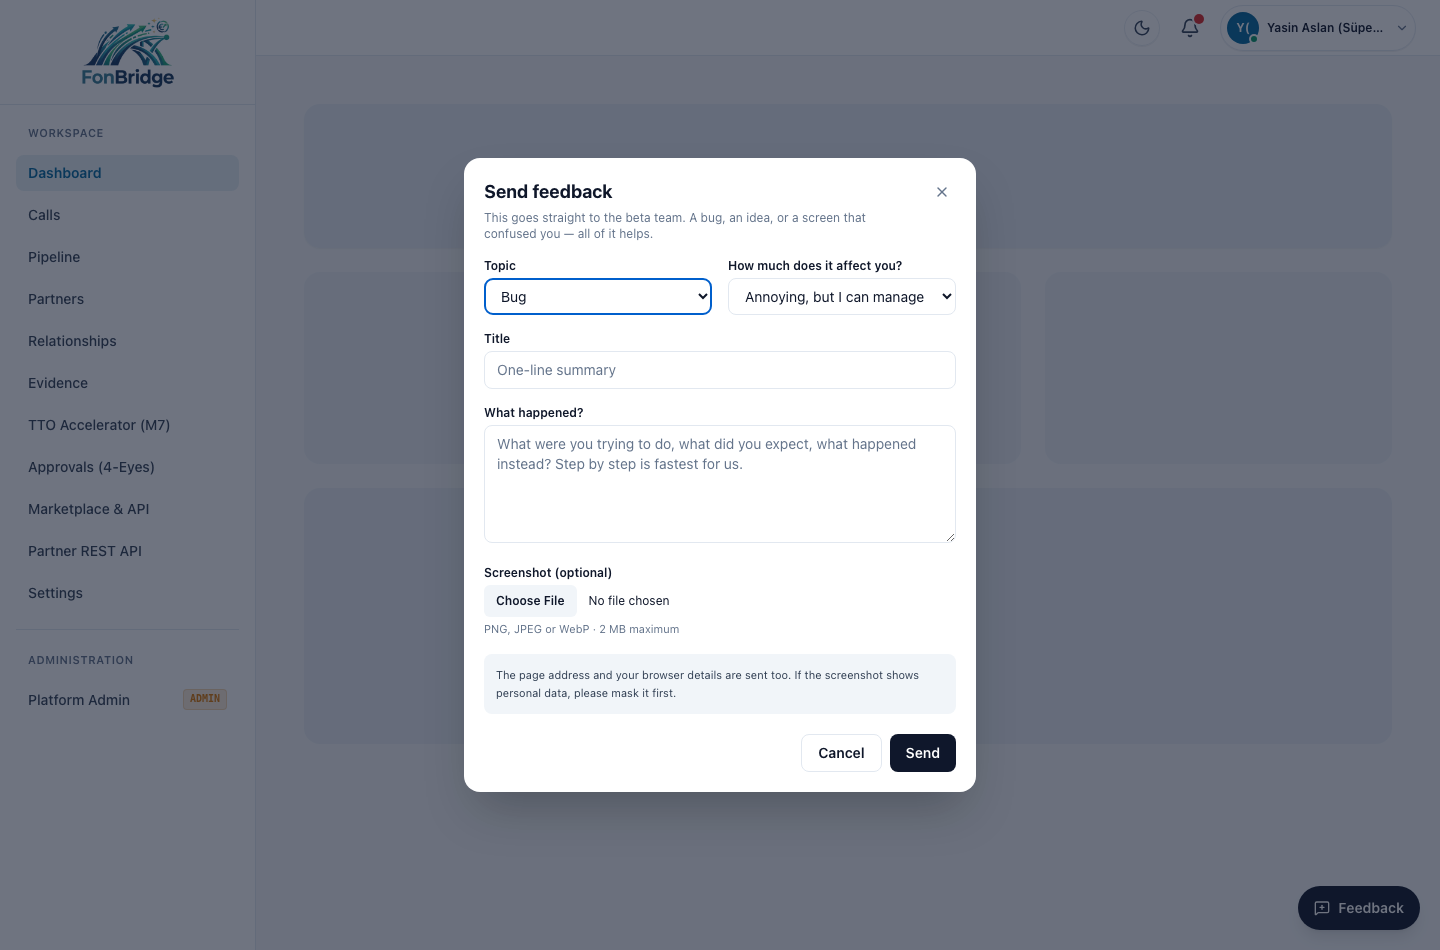 FonBridge
WORKSPACE
Dashboard
Calls
Pipeline
Partners
Relationships
Evidence
TTO Accelerator (M7)
Approvals (4-Eyes)
Marketplace & API
Partner REST API
Settings
ADMINISTRATION
Platform Admin ADMIN
Y( Yasin Aslan (Süpe...
Send feedback
This goes straight to the beta team. A bug, an idea, or a screen that
confused you — all of it helps.
Topic
Bug
How much does it affect you?
Annoying, but I can manage
Title
One-line summary
What happened?
What were you trying to do, what did you expect, what happened
instead? Step by step is fastest for us.
Screenshot (optional)
Choose File No file chosen
PNG, JPEG or WebP · 2 MB maximum
The page address and your browser details are sent too. If the screenshot shows
personal data, please mask it first.
Cancel Send
Feedback